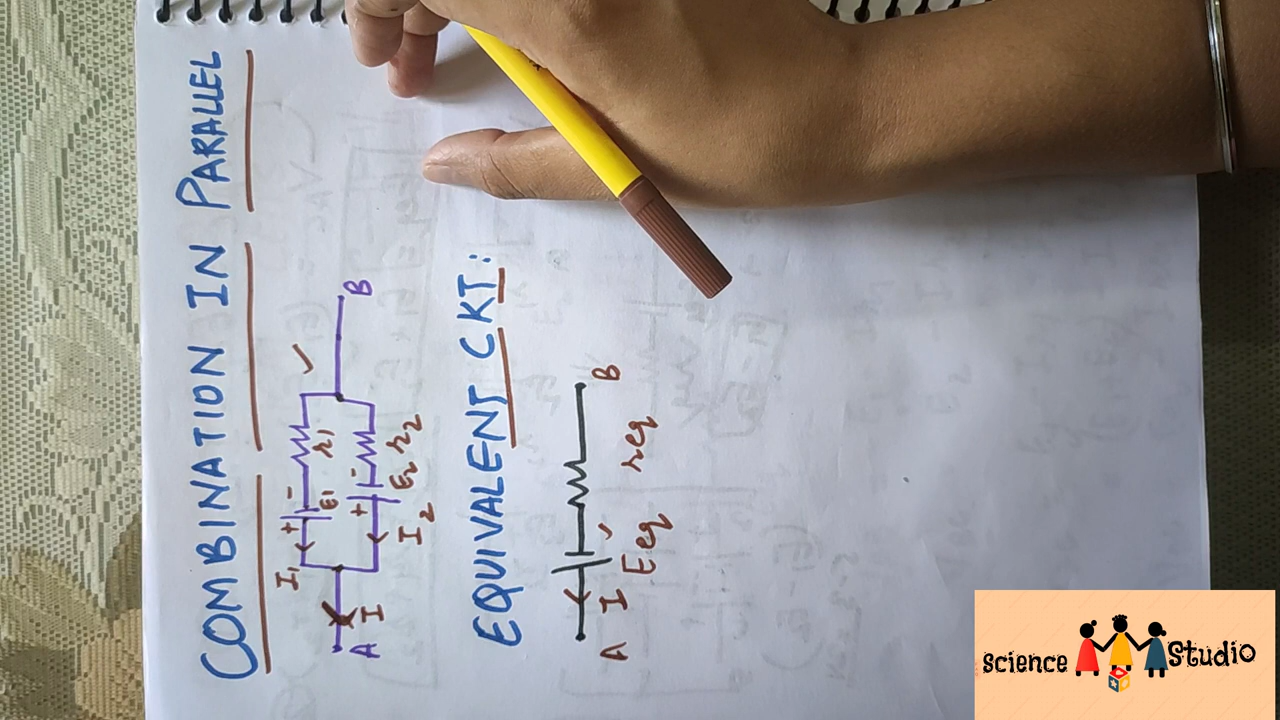 COMBINATION IN PARALLEL
I1 + - E1 r1
A I B
+ - E2 r2
I2
EQUIVALENT CKT:
A I Eeq req B
Science Studio